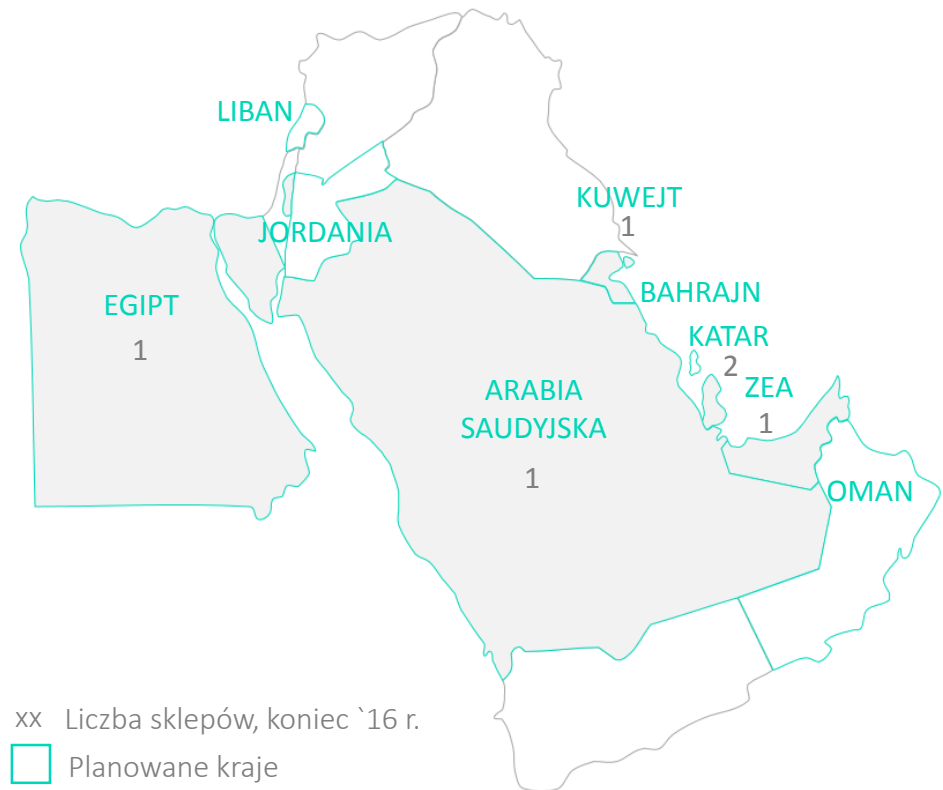 LIBAN
KUWEJT
1
JORDANIA
BAHRAJN
EGIPT
1
KATAR
2
ZEA
1
ARABIA
SAUDYJSKA
1
OMAN
xx Liczba sklepów, koniec `16 r.
Planowane kraje